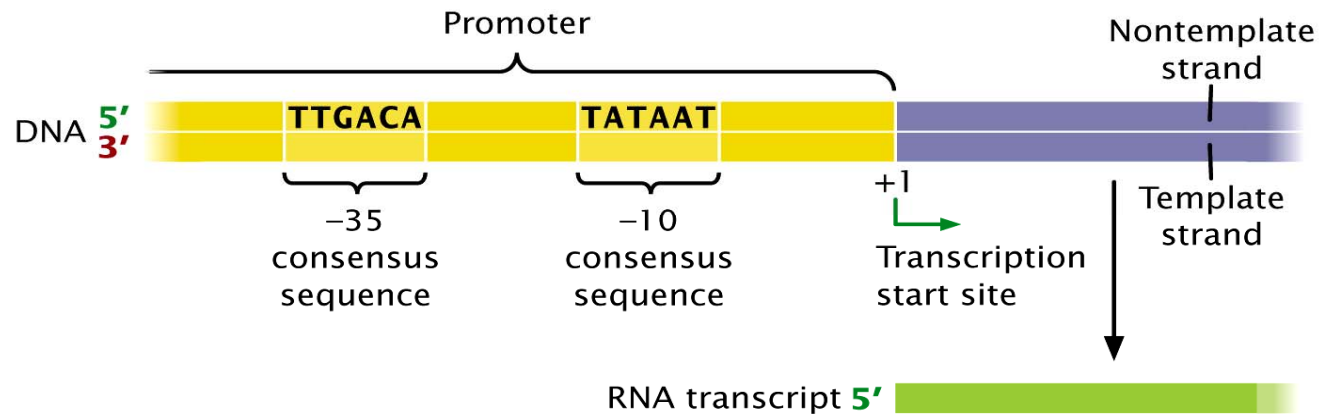 Promoter
Nontemplate
strand
DNA 5′
3′
TTGACA
TATAAT
+1
Template
strand
–35
consensus
sequence
–10
consensus
sequence
Transcription
start site
RNA transcript 5′